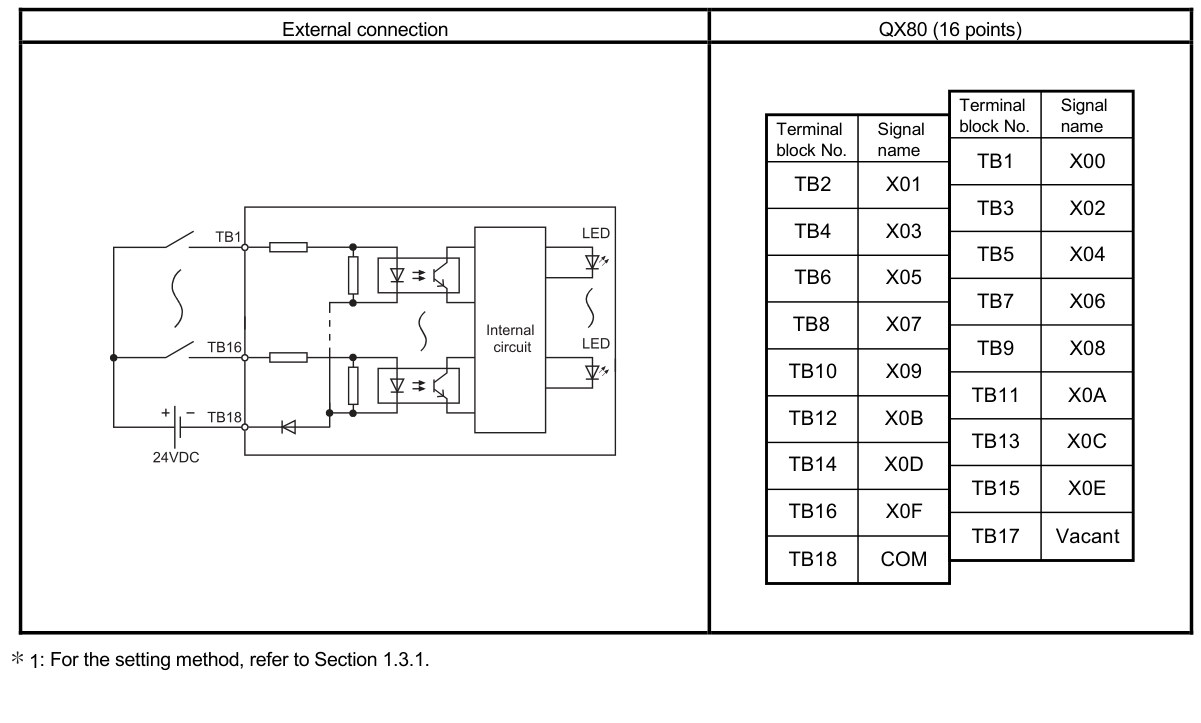 External connection
QX80 (16 points)
TB1
TB16
TB18
+
−
24VDC
Internal
circuit
LED
LED
Terminal
block No.
Signal
name
TB2
X01
TB4
X03
TB6
X05
TB8
X07
TB10
X09
TB12
X0B
TB14
X0D
TB16
X0F
TB18
COM
Terminal
block No.
Signal
name
TB1
X00
TB3
X02
TB5
X04
TB7
X06
TB9
X08
TB11
X0A
TB13
X0C
TB15
X0E
TB17
Vacant
＊ 1: For the setting method, refer to Section 1.3.1.